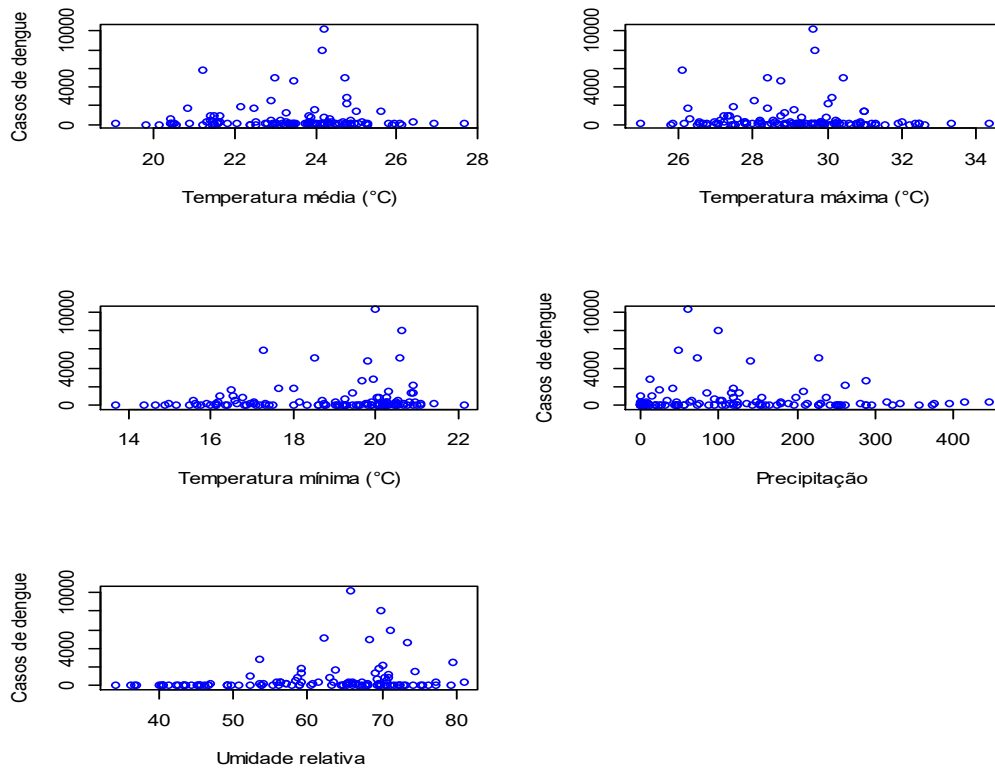 Casos de dengue
0 4000 10000
20 22 24 26 28
Temperatura média (°C)
0 4000 10000
26 28 30 32 34
Temperatura máxima (°C)
0 4000 10000
14 16 18 20 22
Temperatura mínima (°C)
Casos de dengue
0 4000 10000
0 100 200 300 400
Precipitação
Casos de dengue
0 4000 10000
40 50 60 70 80
Umidade relativa